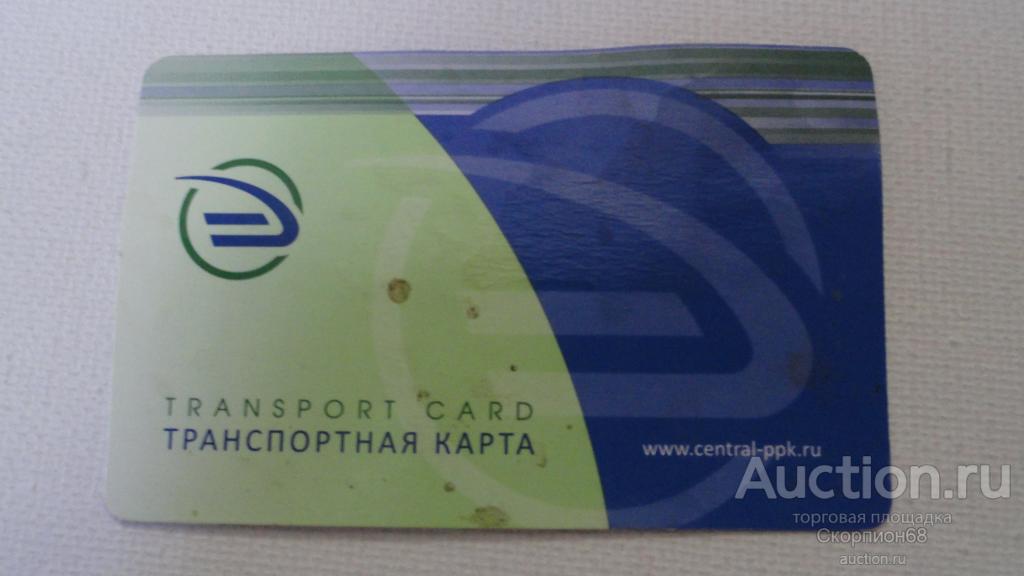 TRANSPORT CARD
ТРАНСПОРТНАЯ КАРТА
www.central-ppk.ru
Auction.ru
торговая площадка
Скорпион68
auction.ru